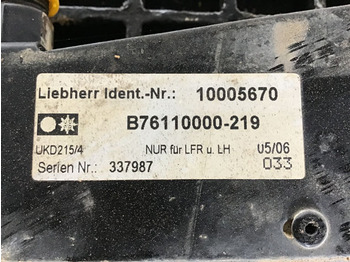 Liebherr Ident.-Nr.: 10005670
B76110000-219
UKD215/4 NUR für LFR u. LH 05/06
Serien Nr.: 337987 033